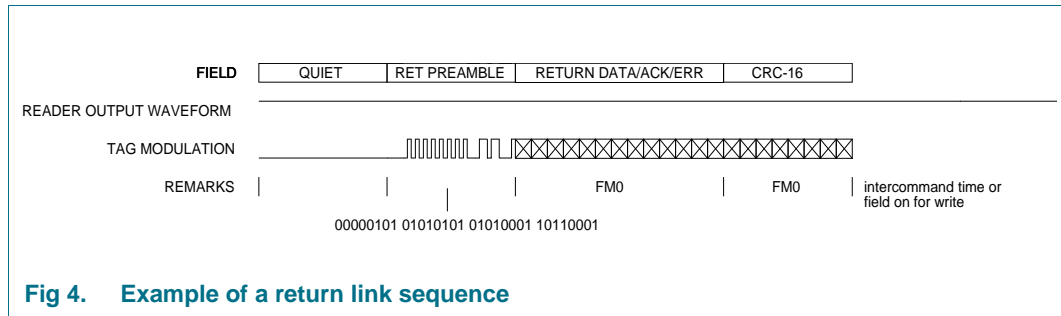 FIELD QUIET RET PREAMBLE RETURN DATA/ACK/ERR CRC-16
READER OUTPUT WAVEFORM
TAG MODULATION
REMARKS FM0 FM0 intercommand time or
field on for write
00000101 01010101 01010001 10110001
Fig 4. Example of a return link sequence